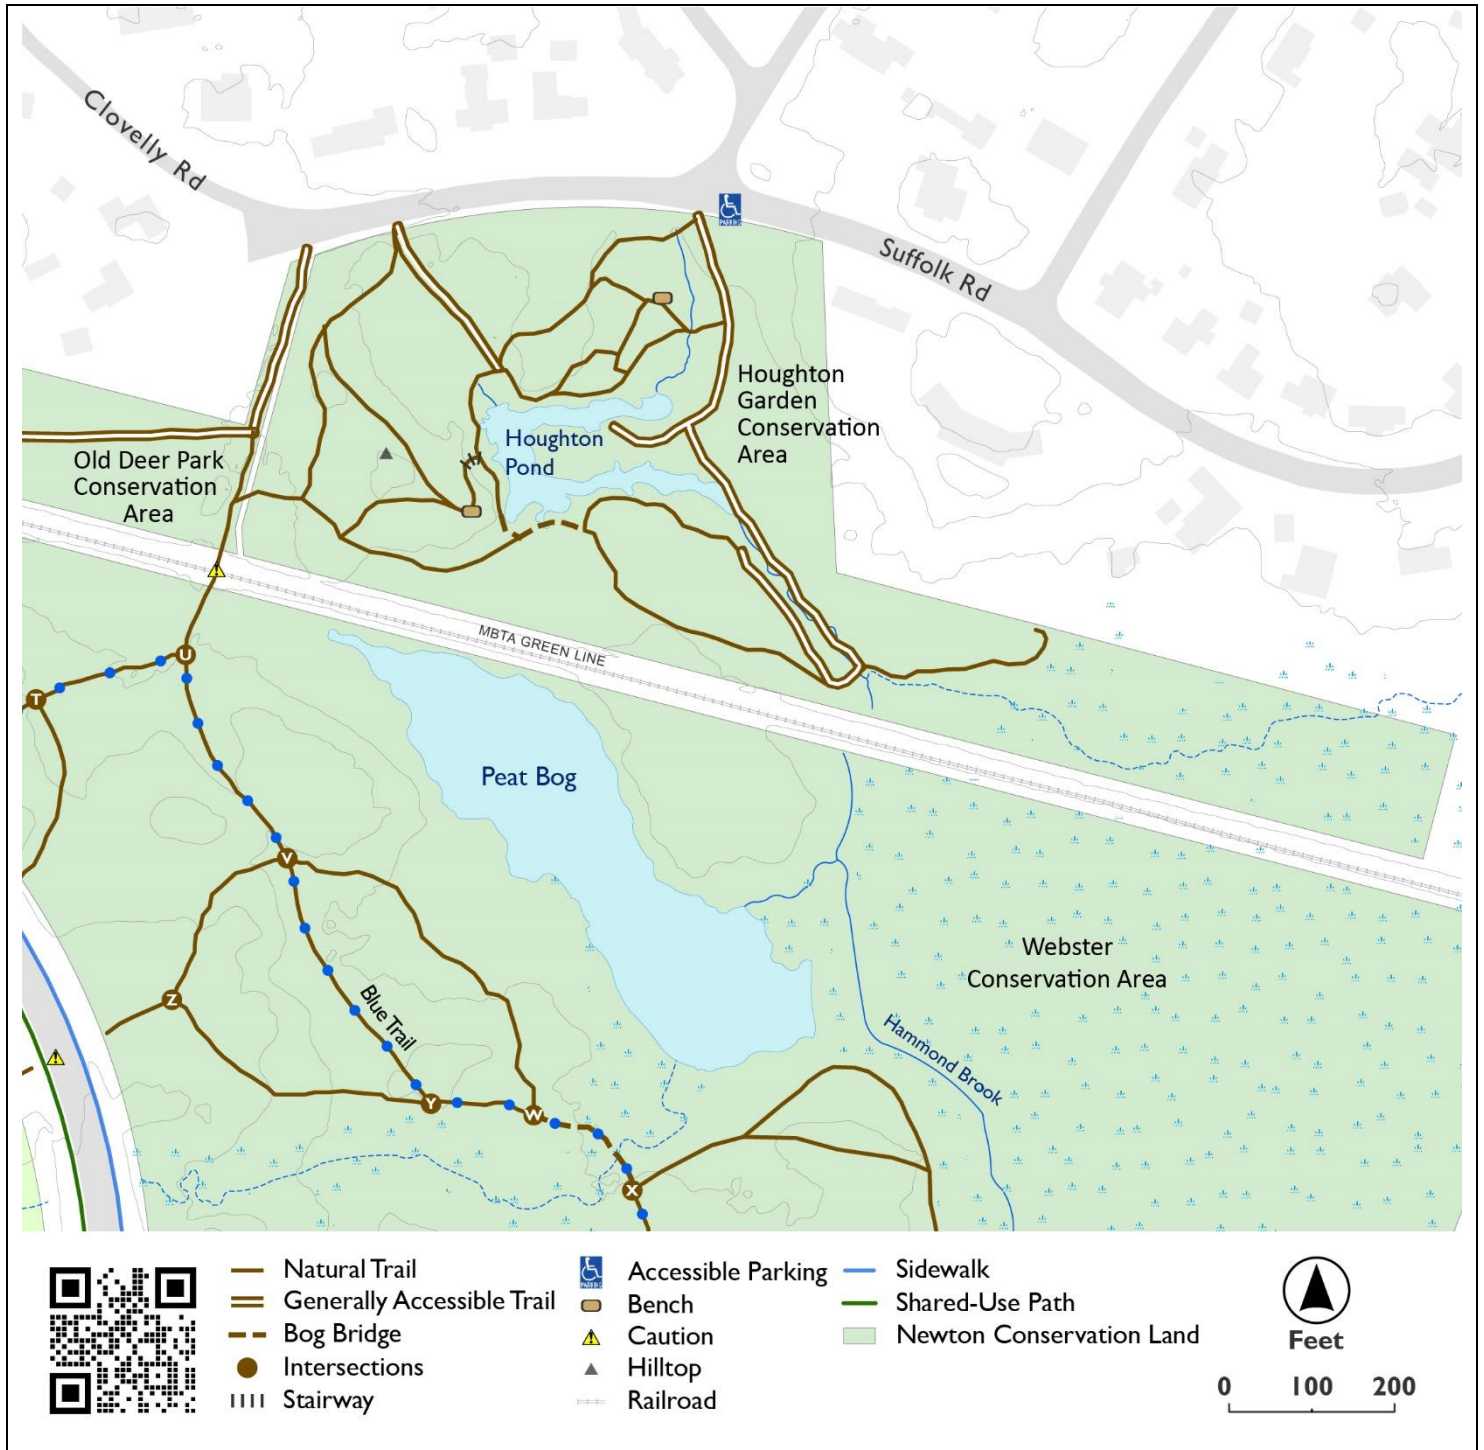 Clovelly Rd
PARKING
Suffolk Rd
Houghton
Garden
Conservation
Area
Houghton
Pond
Old Deer Park
Conservation
Area
MBTA GREEN LINE
U
T
Peat Bog
V
Webster
Conservation Area
Z
Blue Trail
Hammond Brook
Y
W
X
Natural Trail
Generally Accessible Trail
Bog Bridge
Intersections
Stairway
PARKING
Accessible Parking
Bench
Caution
Hilltop
Railroad
Sidewalk
Shared-Use Path
Newton Conservation Land
Feet
0 100 200